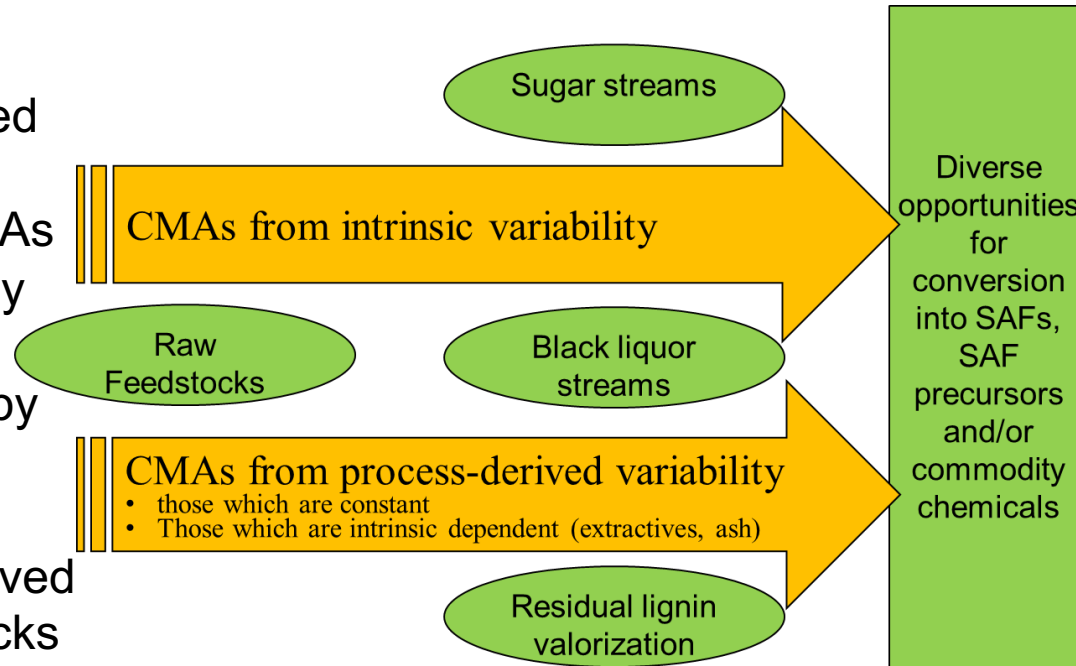 ed
As
y
by
ved
cks
Sugar streams
CMAs from intrinsic variability
Raw
Feedstocks
Black liquor
streams
CMAs from process-derived variability
• those which are constant
• Those which are intrinsic dependent (extractives, ash)
Residual lignin
valorization
Diverse
opportunities
for
conversion
into SAFs,
SAF
precursors
and/or
commodity
chemicals